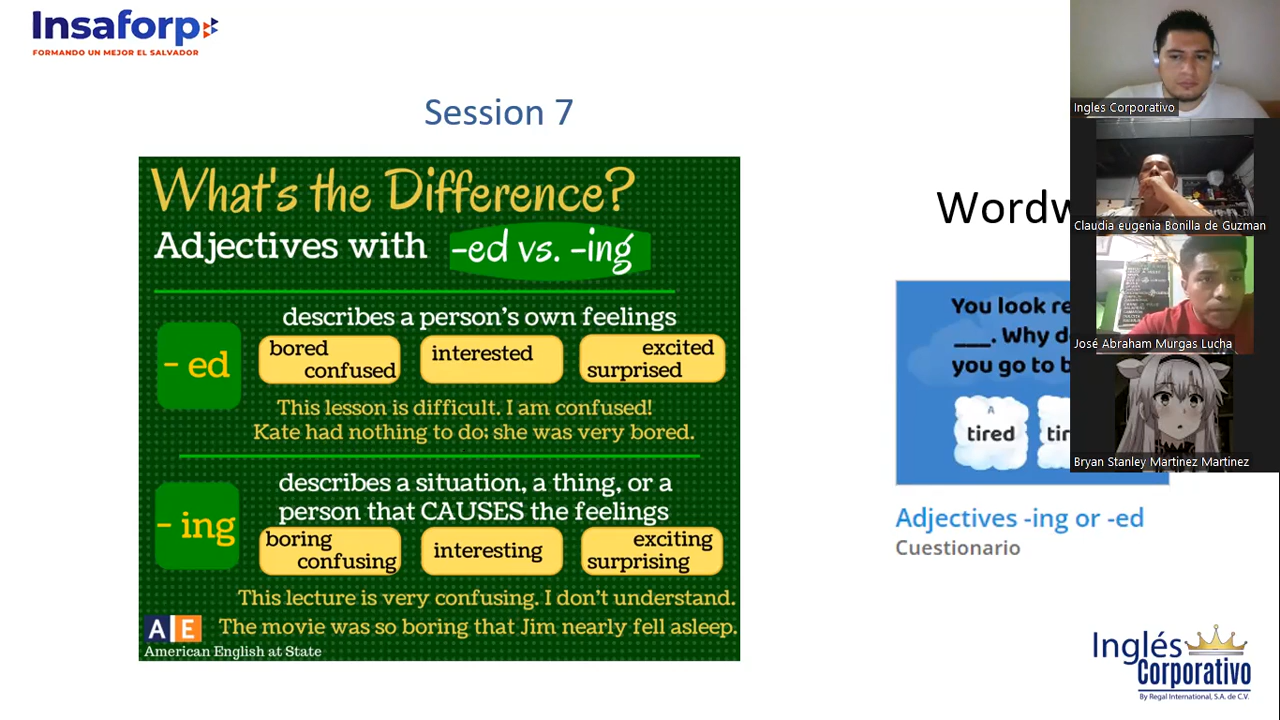 Insaforp
FORMANDO UN MEJOR EL SALVADOR
Session 7
What's the Difference?
Adjectives with -ed vs. -ing
- ed
describes a person's own feelings
bored
confused
interested
excited
surprised
This lesson is difficult. I am confused!
Kate had nothing to do; she was very bored.
- ing
describes a situation, a thing, or a
person that CAUSES the feelings
boring
confusing
interesting
exciting
surprising
This lecture is very confusing. I don't understand.
The movie was so boring that Jim nearly fell asleep.
A E
American English at State
You look
___. Why
you go to
A
tired
Adjectives -ing or -ed
Cuestionario
Ingles Corporativo
Claudia eugenia Bonilla de Guzman
José Abraham Murgas Lucha
Bryan Stanley Martinez Martinez
Inglés
Corporativo
By Regal International, S.A. de C.V.